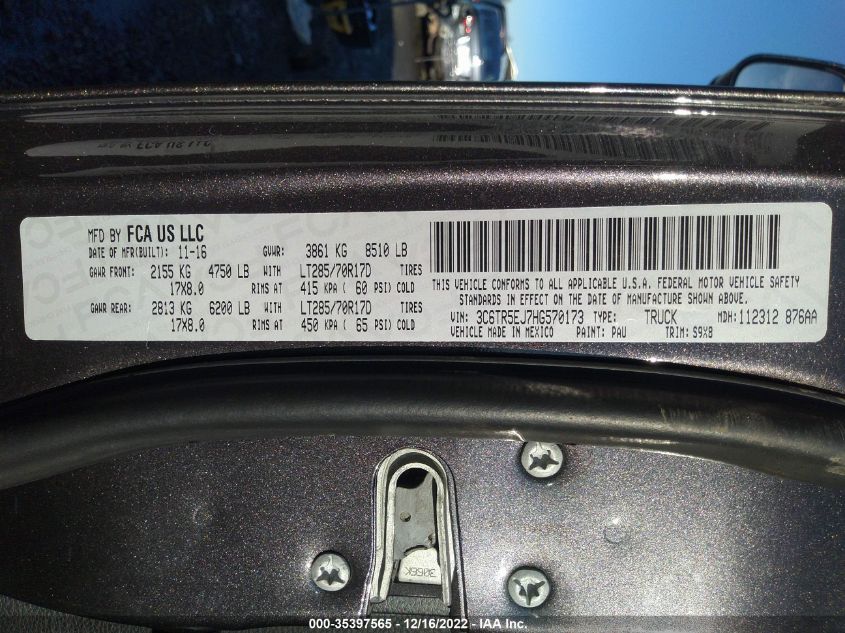 MFD BY FCA US LLC
DATE OF MFR(BUILT): 11-16 GVWR: 3861 KG 8510 LB
GAWR FRONT: 2155 KG 4750 LB WITH LT285/70R17D TIRES
17X8.0 RIMS AT 415 KPA ( 60 PSI) COLD
GAWR REAR: 2813 KG 6200 LB WITH LT285/70R17D TIRES
17X8.0 RIMS AT 450 KPA ( 65 PSI) COLD
THIS VEHICLE CONFORMS TO ALL APPLICABLE U.S.A. FEDERAL MOTOR VEHICLE SAFETY
STANDARDS IN EFFECT ON THE DATE OF MANUFACTURE SHOWN ABOVE.
VIN: 3C6TR5EJ7HG570173 TYPE: TRUCK MDH: 112312 876AA
VEHICLE MADE IN MEXICO PAINT: PAU TRIM: S9X9
000-35397565 - 12/16/2022 - IAA Inc.